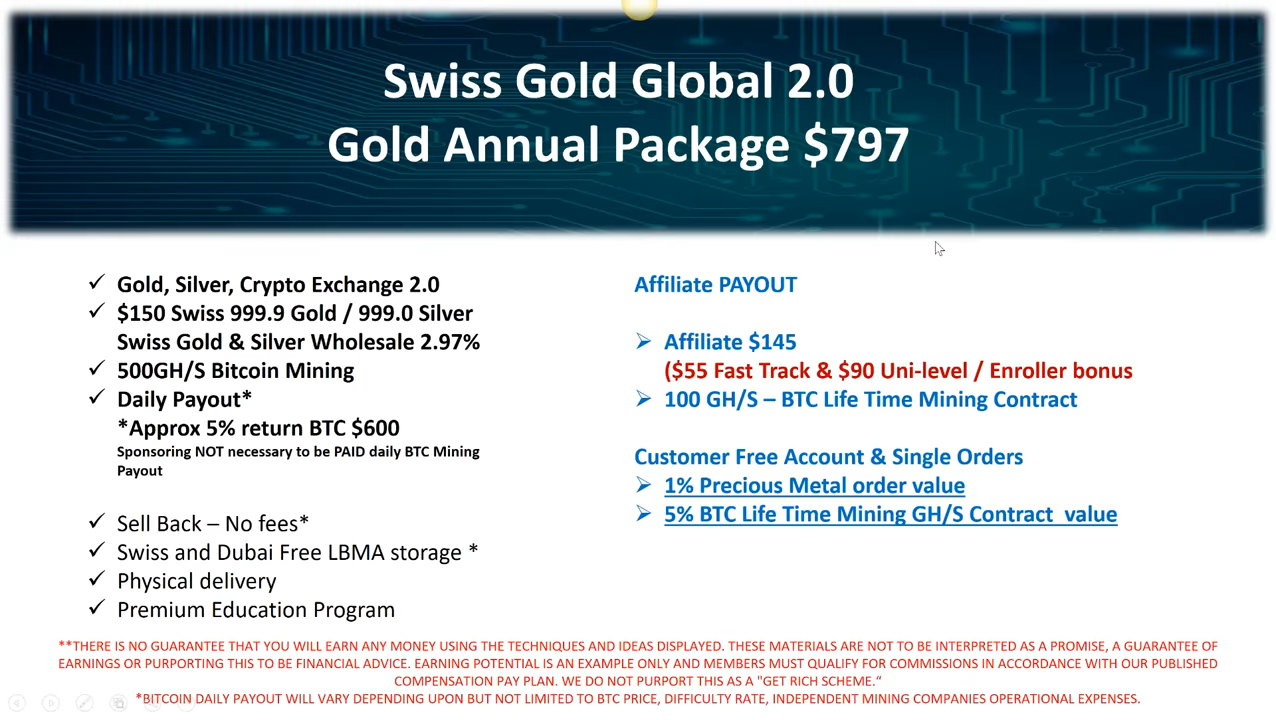 Swiss Gold Global 2.0
Gold Annual Package $797
Gold, Silver, Crypto Exchange 2.0
$150 Swiss 999.9 Gold / 999.0 Silver
Swiss Gold & Silver Wholesale 2.97%
500GH/S Bitcoin Mining
Daily Payout*
*Approx 5% return BTC $600
Sponsoring NOT necessary to be PAID daily BTC Mining
Payout
Sell Back – No fees*
Swiss and Dubai Free LBMA storage *
Physical delivery
Premium Education Program
Affiliate PAYOUT
Affiliate $145
($55 Fast Track & $90 Uni-level / Enroller bonus
100 GH/S – BTC Life Time Mining Contract
Customer Free Account & Single Orders
1% Precious Metal order value
5% BTC Life Time Mining GH/S Contract  value
**THERE IS NO GUARANTEE THAT YOU WILL EARN ANY MONEY USING THE TECHNIQUES AND IDEAS DISPLAYED. THESE MATERIALS ARE NOT TO BE INTERPRETED AS A PROMISE, A GUARANTEE OF
EARNINGS OR PURPORTING THIS TO BE FINANCIAL ADVICE. EARNING POTENTIAL IS AN EXAMPLE ONLY AND MEMBERS MUST QUALIFY FOR COMMISSIONS IN ACCORDANCE WITH OUR PUBLISHED
COMPENSATION PAY PLAN. WE DO NOT PURPORT THIS AS A "GET RICH SCHEME.“
*BITCOIN DAILY PAYOUT WILL VARY DEPENDING UPON BUT NOT LIMITED TO BTC PRICE, DIFFICULTY RATE, INDEPENDENT MINING COMPANIES OPERATIONAL EXPENSES.